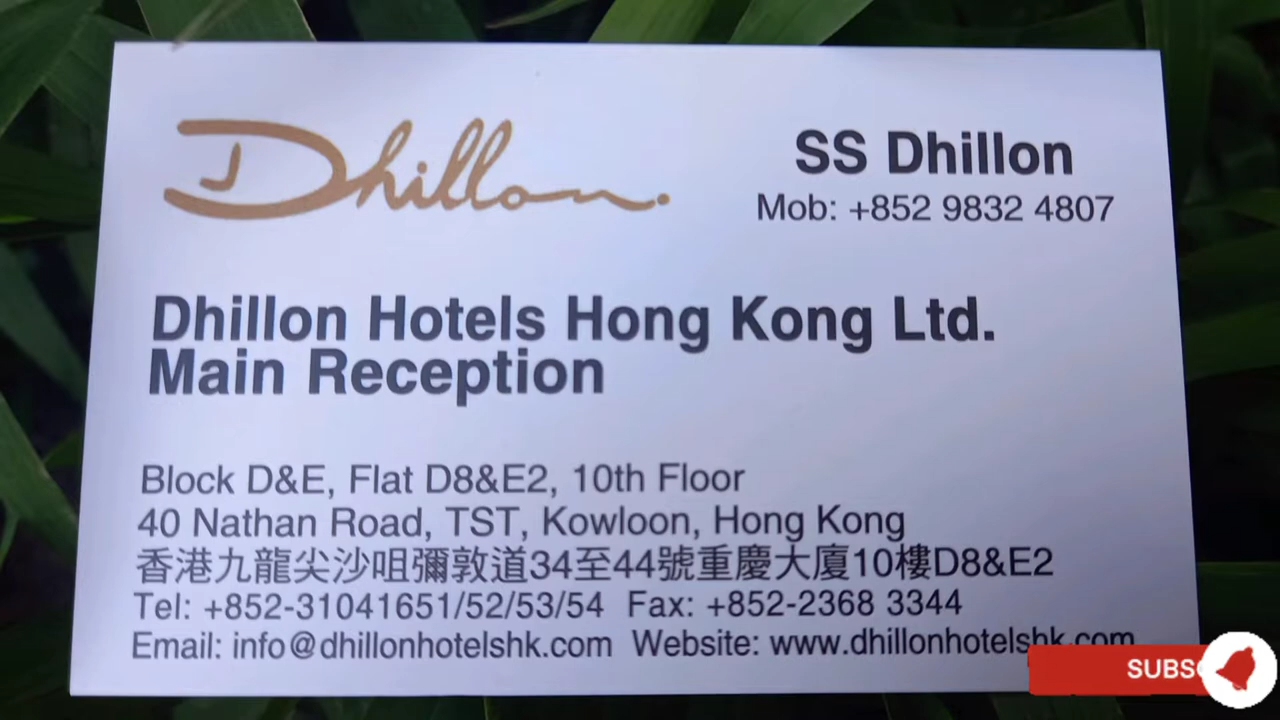 Dhillon.
SS Dhillon
Mob: +852 9832 4807
Dhillon Hotels Hong Kong Ltd.
Main Reception
Block D&E, Flat D8&E2, 10th Floor
40 Nathan Road, TST, Kowloon, Hong Kong
香港九龍尖沙咀彌敦道34至44號重慶大廈10樓D8&E2
Tel: +852-31041651/52/53/54 Fax: +852-2368 3344
Email: info@dhillonhotelshk.com Website: www.dhillonhotelshk.com
SUBSC